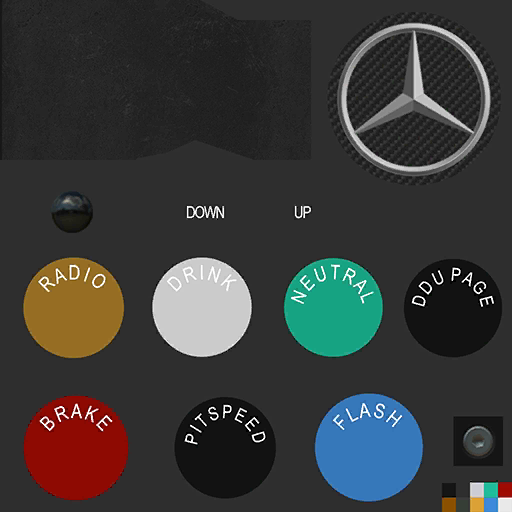 DOWN UP
RADIO
DRINK
NEUTRAL
DDU PAGE
BRAKE
PITSPEED
FLASH